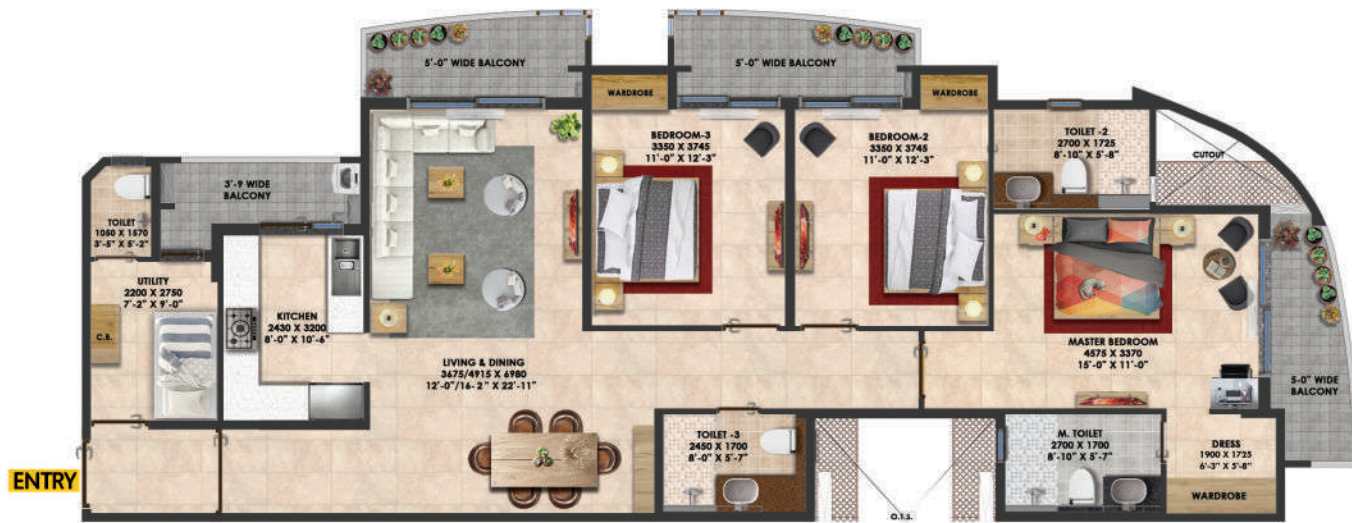 5'-0" WIDE BALCONY
5'-0" WIDE BALCONY
WARDROBE
WARDROBE
BEDROOM-3
3350 X 3745
11'-0" X 12'-3"
BEDROOM-2
3350 X 3745
11'-0" X 12'-3"
TOILET -2
2700 X 1725
8'-10" X 5'-8"
CUTOUT
3'-9 WIDE
BALCONY
TOILET
1050 X 1570
3'-5" X 5'-2"
UTILITY
2200 X 2750
7'-2" X 9'-0"
C.B.
KITCHEN
2430 X 3200
8'-0" X 10'-6"
LIVING & DINING
3675/4915 X 6980
12'-0"/16-2" X 22'-11"
MASTER BEDROOM
4575 X 3370
15'-0" X 11'-0"
5-0" WIDE
BALCONY
TOILET -3
2450 X 1700
8'-0" X 5'-7"
M. TOILET
2700 X 1700
8'-10" X 5'-7"
DRESS
1900 X 1725
6'-3" X 5'-8"
WARDROBE
ENTRY
O.T.S.